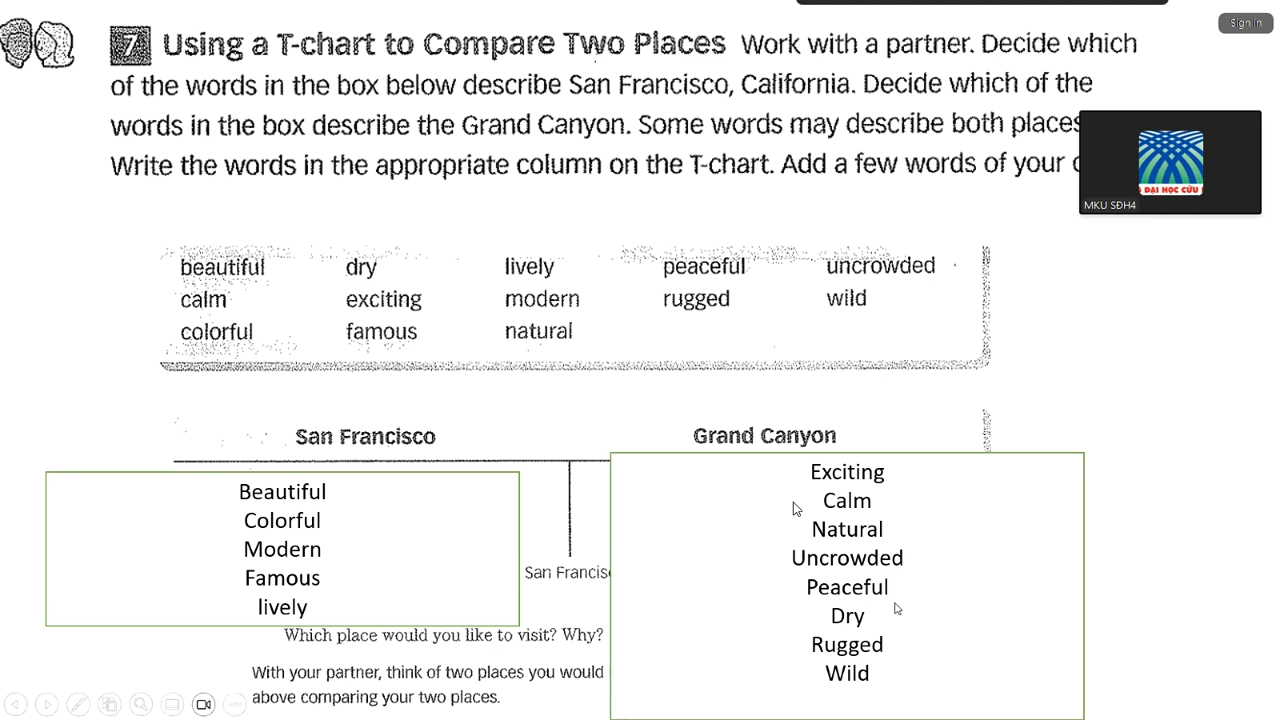 Sign in
7 Using a T-chart to Compare Two Places Work with a partner. Decide which
of the words in the box below describe San Francisco, California. Decide which of the
words in the box describe the Grand Canyon. Some words may describe both places
Write the words in the appropriate column on the T-chart. Add a few words of your
ĐẠI HỌC CỬU
MKU SĐH4
beautiful dry lively peaceful uncrowded
calm exciting modern rugged wild
colorful famous natural
San Francisco Grand Canyon
Beautiful
Colorful
Modern
Famous
lively
Exciting
Calm
Natural
Uncrowded
Peaceful
Dry
Rugged
Wild
San Francis
Which place would you like to visit? Why?
With your partner, think of two places you would
above comparing your two places.